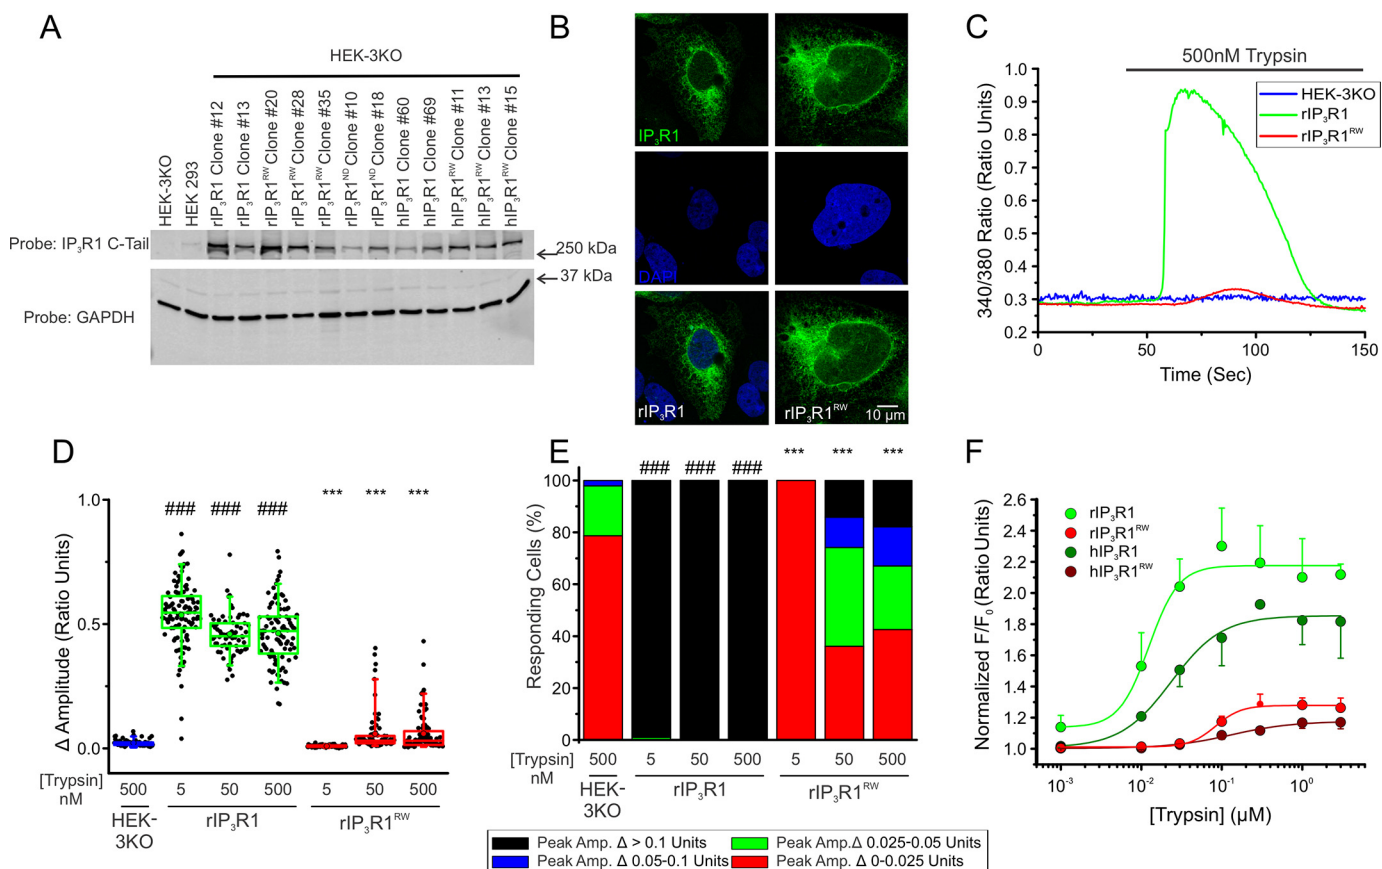 A
HEK-3KO
HEK-3KO
HEK 293
rIP3R1 Clone #12
rIP3R1 Clone #13
rIP3R1RW Clone #20
rIP3R1RW Clone #28
rIP3R1RW Clone #35
rIP3R1ND Clone #10
rIP3R1ND Clone #18
hIP3R1 Clone #60
hIP3R1 Clone #69
hIP3R1RW Clone #11
hIP3R1RW Clone #13
hIP3R1RW Clone #15
Probe: IP3R1 C-Tail
250 kDa
37 kDa
Probe: GAPDH
B
IP3R1
DAPI
rIP3R1
rIP3R1RW
10 µm
C
500nM Trypsin
HEK-3KO
rIP3R1
rIP3R1RW
340/380 Ratio (Ratio Units)
1.0
0.9
0.8
0.7
0.6
0.5
0.4
0.3
0.2
0 50 100 150
Time (Sec)
D
Δ Amplitude (Ratio Units)
1.0
0.5
0.0
### ### ###
*** *** ***
[Trypsin]
nM
500 5 50 500 5 50 500
HEK-
3KO
rIP3R1
rIP3R1RW
E
Responding Cells (%)
100
80
60
40
20
0
### ### ###
*** *** ***
[Trypsin]
nM
500 5 50 500 5 50 500
HEK-
3KO
rIP3R1
rIP3R1RW
Peak Amp. Δ > 0.1 Units
Peak Amp.Δ 0.025-0.05 Units
Peak Amp. Δ 0.05-0.1 Units
Peak Amp. Δ 0-0.025 Units
F
Normalized F/F0 (Ratio Units)
2.6
2.4
2.2
2.0
1.8
1.6
1.4
1.2
1.0
rIP3R1
rIP3R1RW
hIP3R1
hIP3R1RW
10-3 10-2 10-1 100
[Trypsin] (µM)